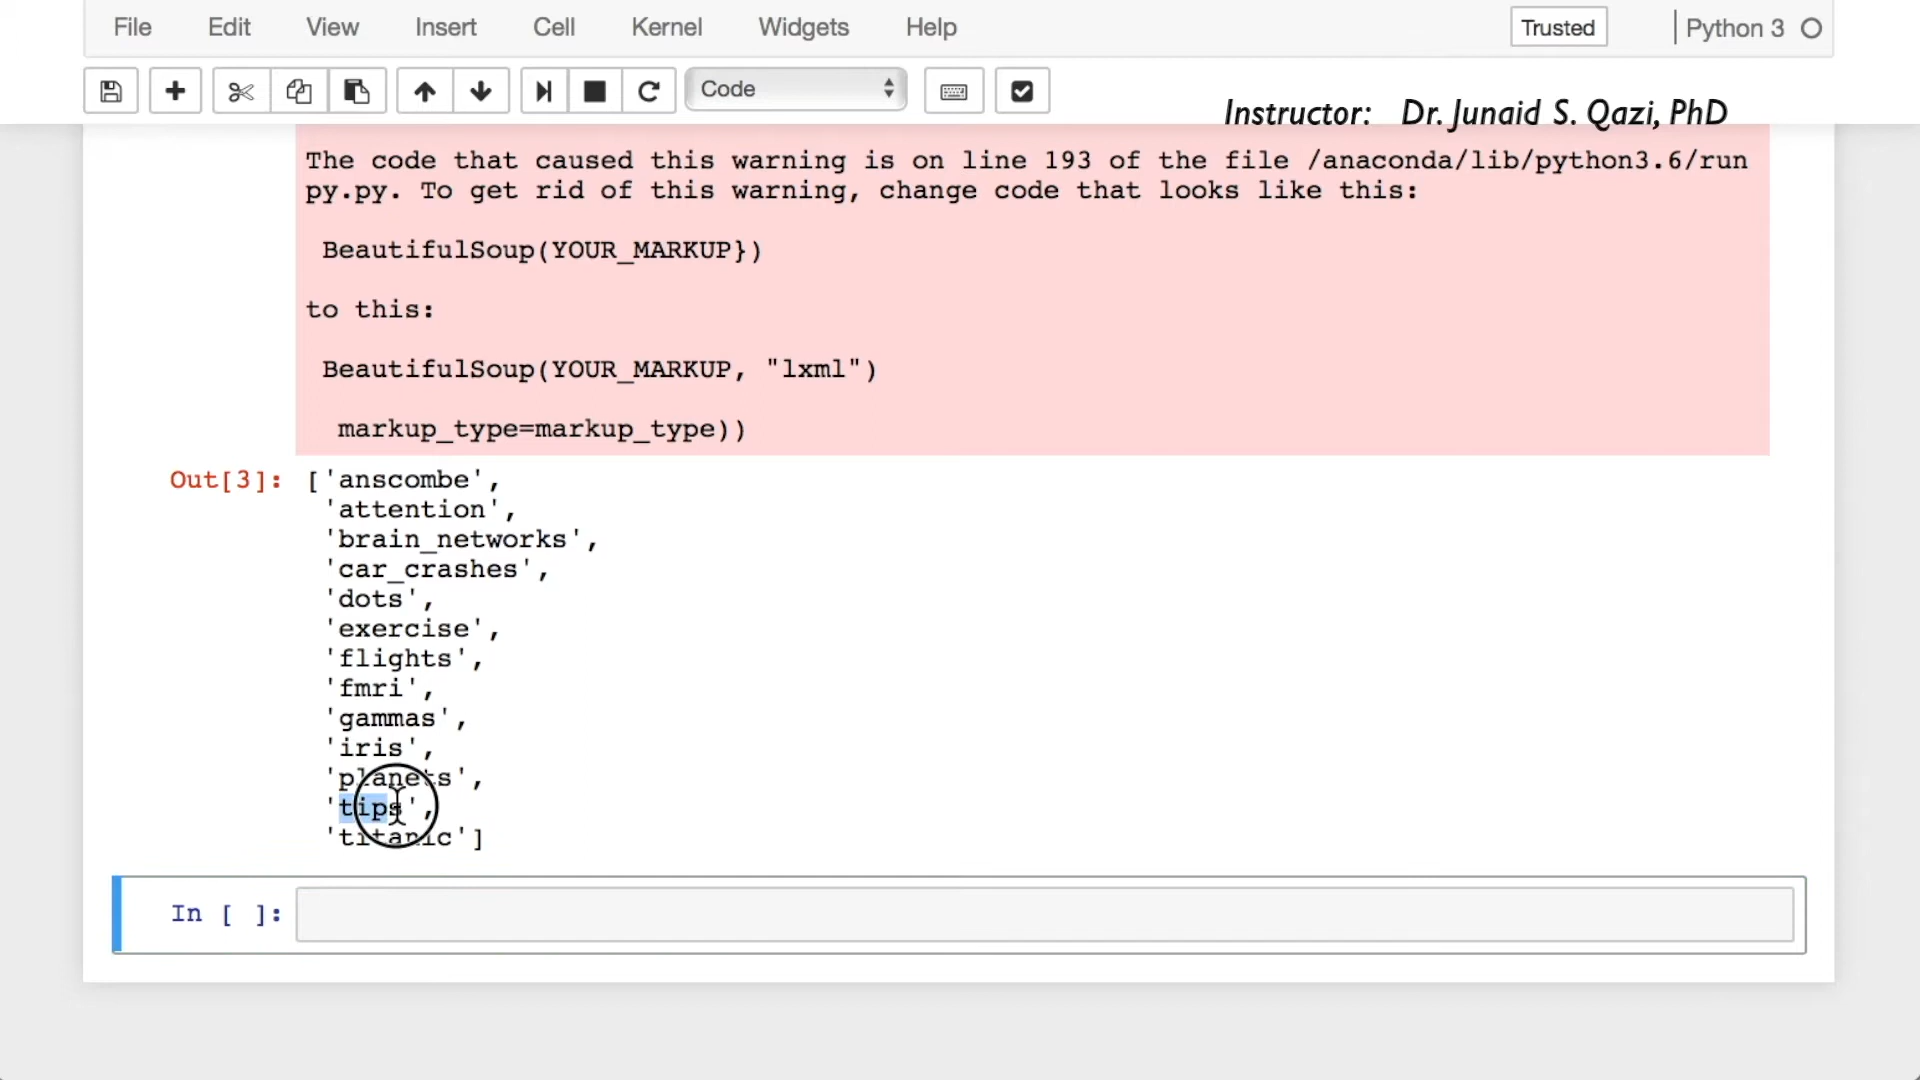 File Edit View Insert Cell Kernel Widgets Help Trusted Python 3
Code
Instructor: Dr. Junaid S. Qazi, PhD
The code that caused this warning is on line 193 of the file /anaconda/lib/python3.6/run
py.py. To get rid of this warning, change code that looks like this:
BeautifulSoup(YOUR_MARKUP})
to this:
BeautifulSoup(YOUR_MARKUP, "lxml")
markup_type=markup_type))
Out[3]: ['anscombe',
'attention',
'brain_networks',
'car_crashes',
'dots',
'exercise',
'flights',
'fmri',
'gammas',
'iris',
'planets',
'tips',
'titanic']
In [ ]: